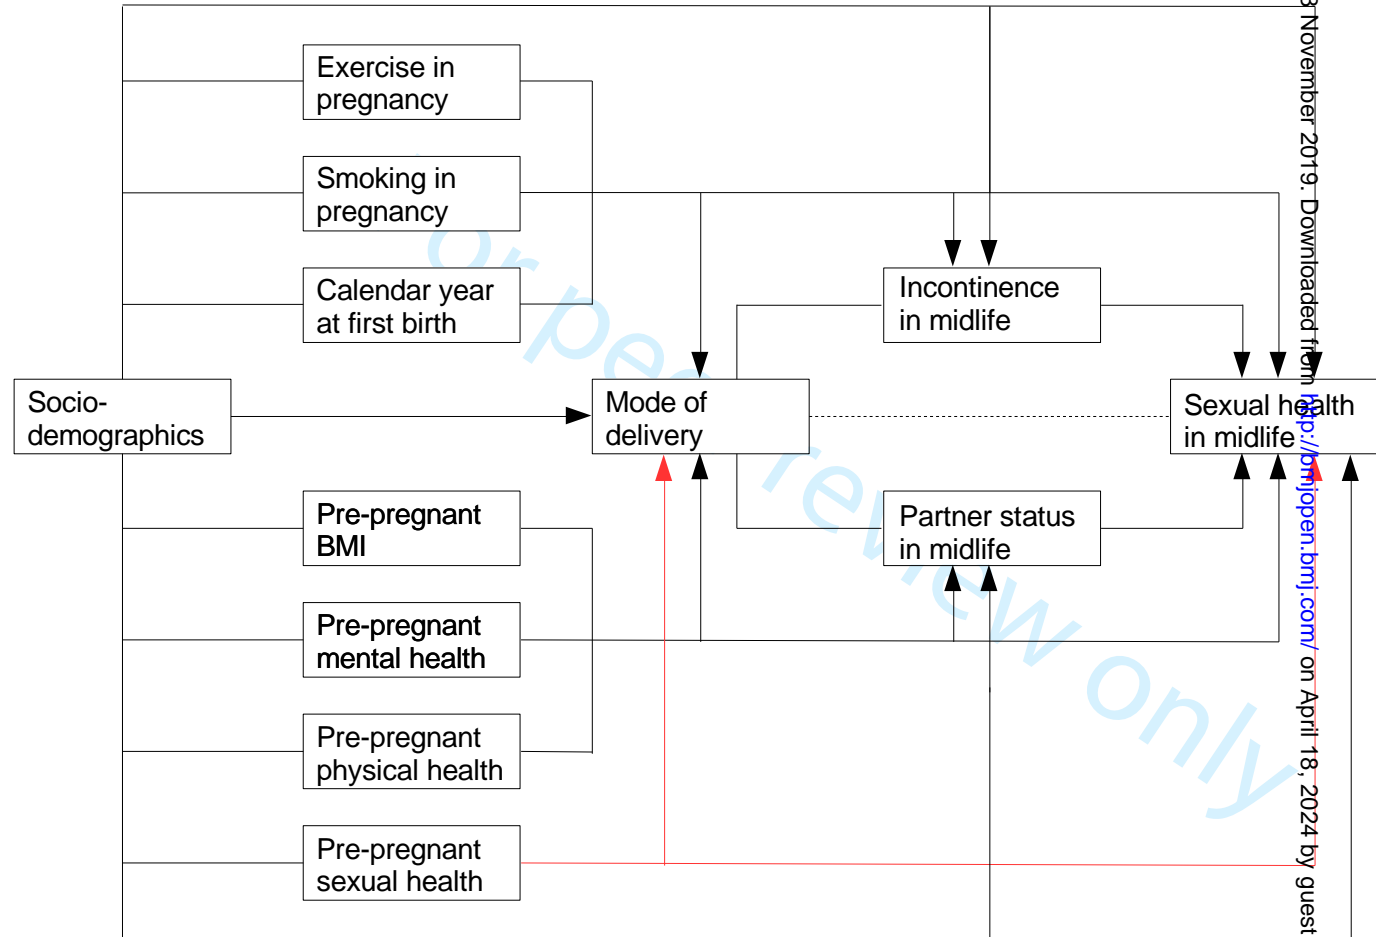 Exercise in
pregnancy
Smoking in
pregnancy
Calendar year
at first birth
Incontinence
in midlife
Socio-
demographics
Mode of
delivery
Sexual health
in midlife
Pre-pregnant
BMI
Partner status
in midlife
Pre-pregnant
mental health
Pre-pregnant
physical health
Pre-pregnant
sexual health
or peer review only
November 2019. Downloaded from http://bmjopen.bmj.com/ on April 18, 2024 by guest